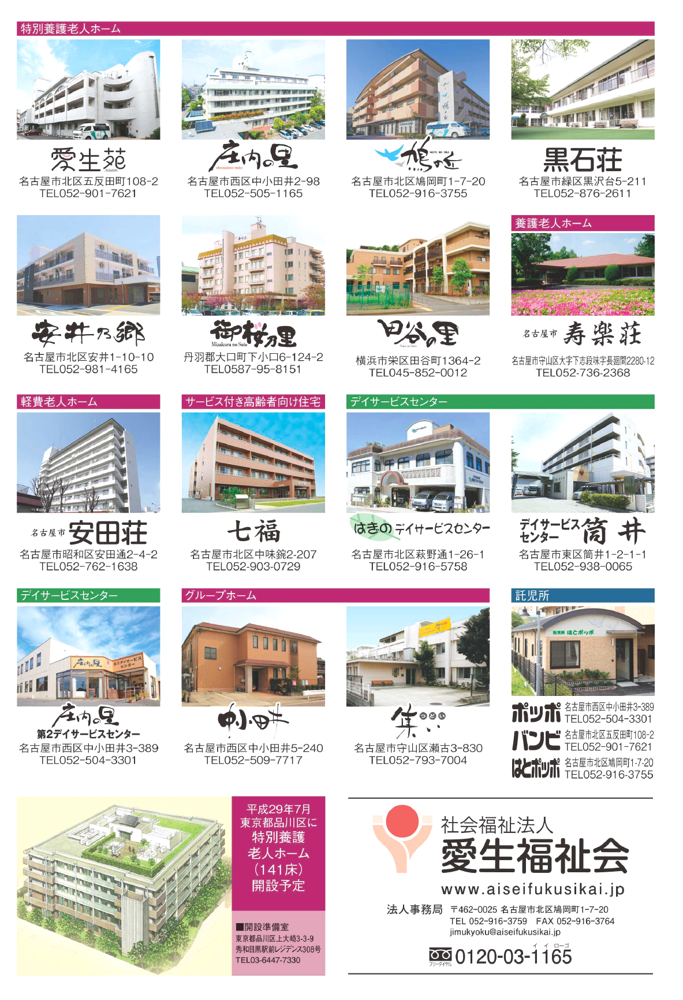 特別養護老人ホーム
愛生苑
Aiseien
名古屋市北区五反田町108-2
TEL052-901-7621
庄内の里
shonaino-sato
名古屋市西区中小田井2-98
TEL052-505-1165
鳩の丘
HATO NO OKA
名古屋市北区鳩岡町1-7-20
TEL052-916-3755
黒石荘
名古屋市緑区黒沢台5-211
TEL052-876-2611
安井乃郷
名古屋市北区安井1-10-10
TEL052-981-4165
御桜乃里
Mizakura no Sato
丹羽郡大口町下小口6-124-2
TEL0587-95-8151
田谷の里
Taya no Sato
横浜市栄区田谷町1364-2
TEL045-852-0012
養護老人ホーム
名古屋市 寿楽荘
名古屋市守山区大字下志段味字長廻間2280-12
TEL052-736-2368
軽費老人ホーム
名古屋市 安田荘
名古屋市昭和区安田通2-4-2
TEL052-762-1638
サービス付き高齢者向け住宅
七福
名古屋市北区中味鋺2-207
TEL052-903-0729
デイサービスセンター
はぎのデイサービスセンター
名古屋市北区萩野通1-26-1
TEL052-916-5758
デイサービスセンター 筒井
名古屋市東区筒井1-2-1-1
TEL052-938-0065
デイサービスセンター
庄内の里
第2デイサービスセンター
庄内の里
第2デイサービスセンター
名古屋市西区中小田井3-389
TEL052-504-3301
グループホーム
中小田井
名古屋市西区中小田井5-240
TEL052-509-7717
集い
つどい
名古屋市守山区瀬古3-830
TEL052-793-7004
託児所
託児所 はとポッポ
ポッポ
名古屋市西区中小田井3-389
TEL052-504-3301
バンビ
名古屋市北区五反田町108-2
TEL052-901-7621
はとポッポ
名古屋市北区鳩岡町1-7-20
TEL052-916-3755
平成29年7月
東京都品川区に
特別養護
老人ホーム
（141床）
開設予定
■開設準備室
東京都品川区上大崎3-3-9
秀和目黒駅前レジデンス308号
TEL03-6447-7330
社会福祉法人
愛生福祉会
www.aiseifukusikai.jp
法人事務局 〒462-0025 名古屋市北区鳩岡町1-7-20
TEL 052-916-3759 FAX 052-916-3764
jimukyoku@aiseifukusikai.jp
イ イ ローゴ
フリーダイヤル 0120-03-1165